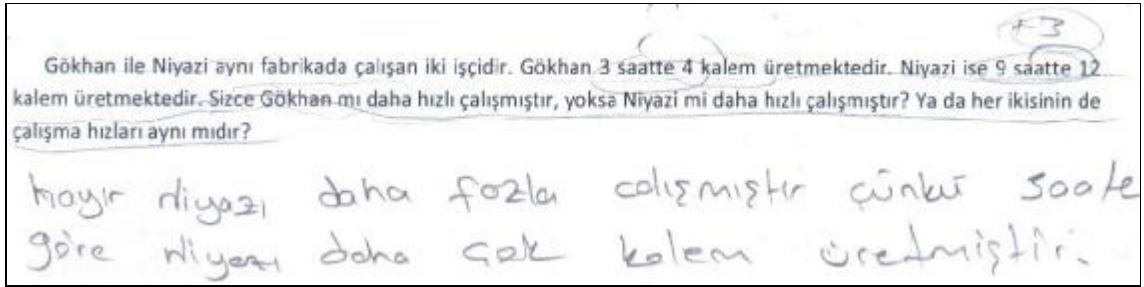 +3
Gökhan ile Niyazi aynı fabrikada çalışan iki işçidir. Gökhan 3 saatte 4 kalem üretmektedir. Niyazi ise 9 saatte 12
kalem üretmektedir. Sizce Gökhan mı daha hızlı çalışmıştır, yoksa Niyazi mi daha hızlı çalışmıştır? Ya da her ikisinin de
çalışma hızları aynı mıdır?
hayır niyazı daha fazla calışmıştır çünkü saate
göre niyazı daha çok kalem üretmiştir.